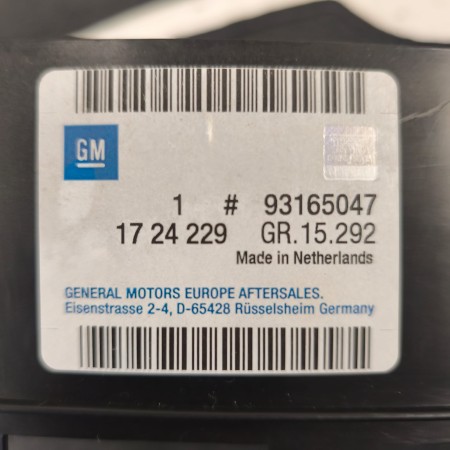 GM
1 # 93165047
17 24 229 GR.15.292
Made in Netherlands
GENERAL MOTORS EUROPE AFTERSALES.
Eisenstrasse 2-4, D-65428 Rüsselsheim Germany